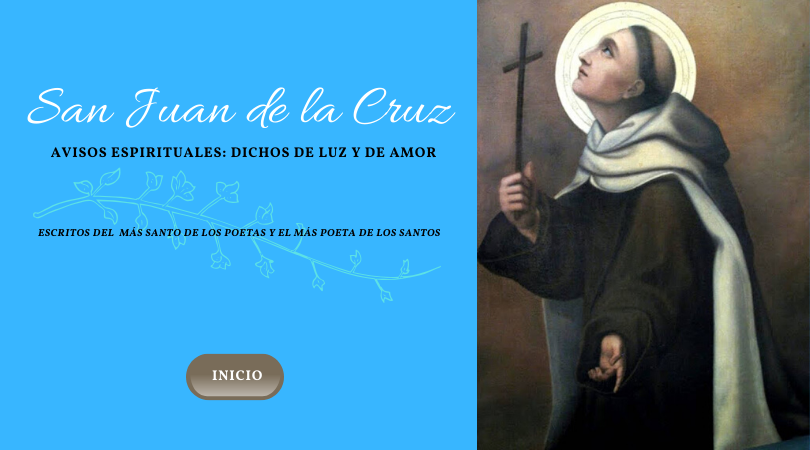 San Juan de la Cruz
AVISOS ESPIRITUALES: DICHOS DE LUZ Y DE AMOR
ESCRITOS DEL MÁS SANTO DE LOS POETAS Y EL MÁS POETA DE LOS SANTOS
INICIO